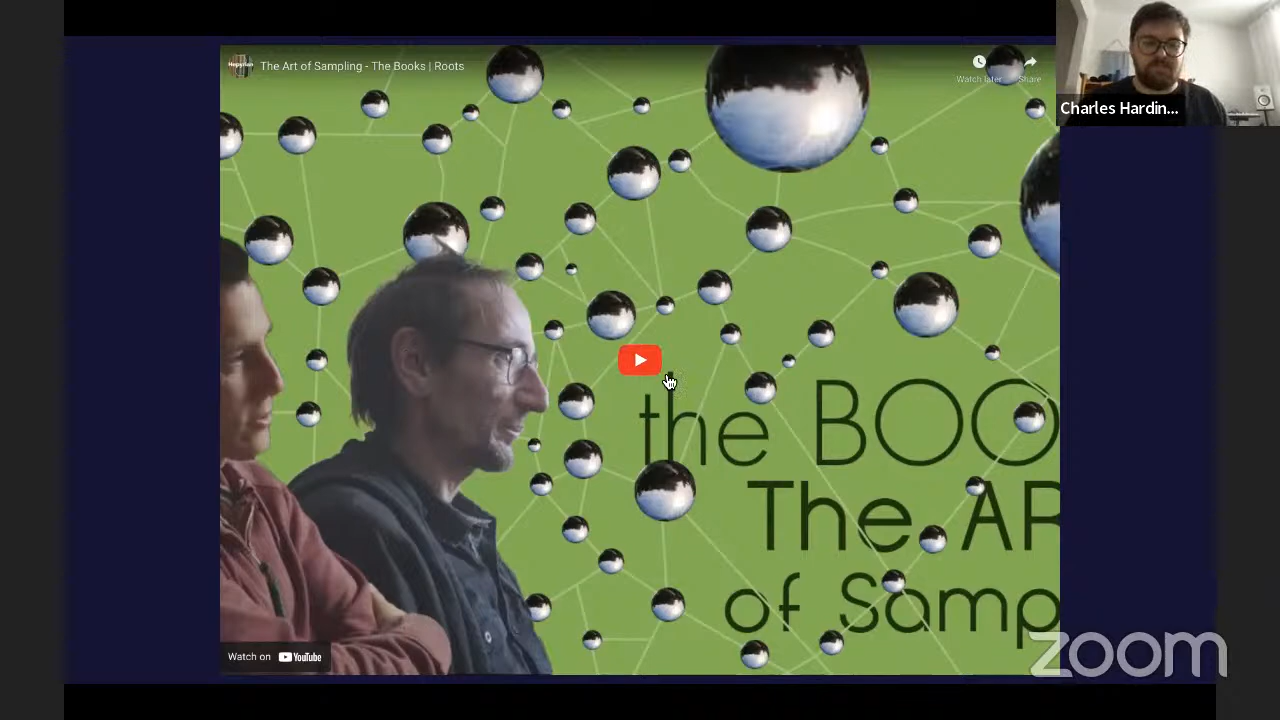 The Art of Sampling - The Books | Roots
Watch later
Share
Charles Hardin...
the BOO
The AR
of Samp
Watch on YouTube
zoom